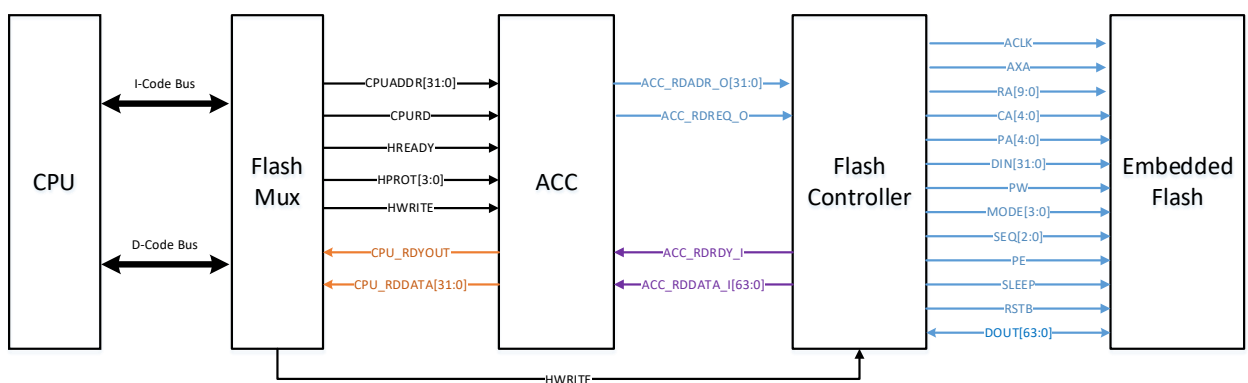 CPU
I-Code Bus
D-Code Bus
Flash
Mux
CPUADDR[31:0]
CPURD
HREADY
HPROT[3:0]
HWRITE
CPU_RDYOUT
CPU_RDDATA[31:0]
ACC
ACC_RDADR_O[31:0]
ACC_RDREQ_O
ACC_RDRDY_I
ACC_RDDATA_I[63:0]
Flash
Controller
ACLK
AXA
RA[9:0]
CA[4:0]
PA[4:0]
DIN[31:0]
PW
MODE[3:0]
SEQ[2:0]
PE
SLEEP
RSTB
DOUT[63:0]
Embedded
Flash
HWRITE